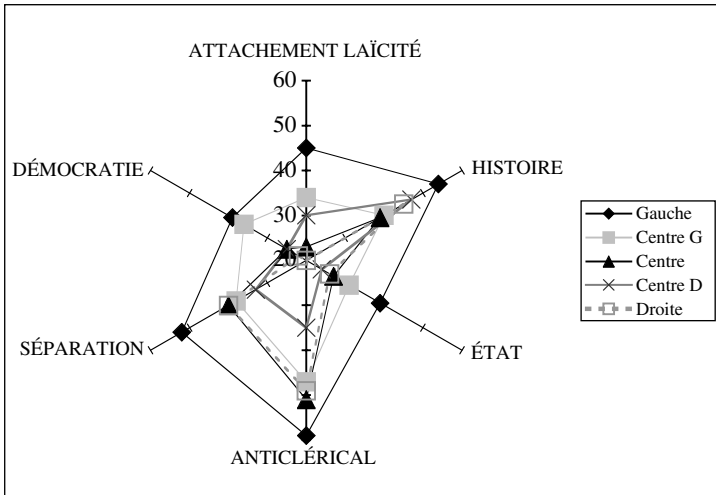 ATTACHEMENT LAÏCITÉ
60
50
40
30
20
HISTOIRE
ÉTAT
ANTICLÉRICAL
SÉPARATION
DÉMOCRATIE
Gauche
Centre G
Centre
Centre D
Droite